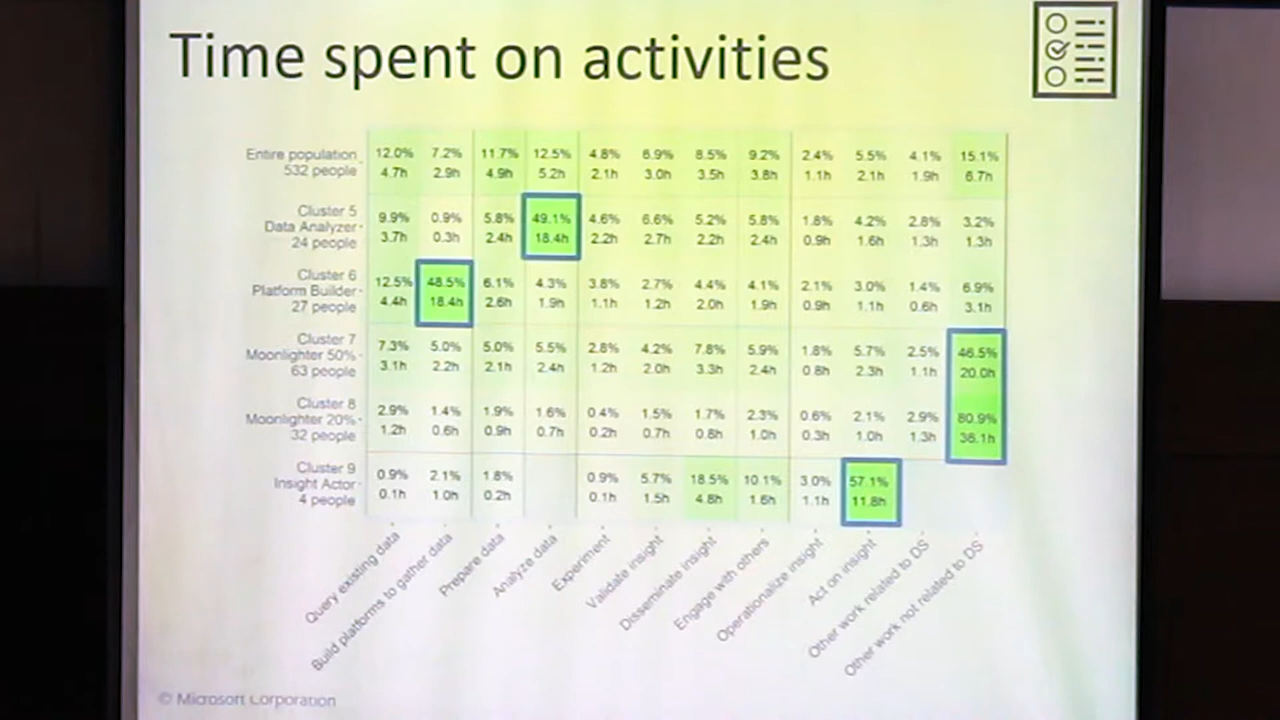 Time spent on activities
Entire population 12.0% 7.2% 11.7% 12.5% 4.8% 6.9% 8.5% 9.2% 2.4% 5.5% 4.1% 15.1%
532 people 4.7h 2.9h 4.9h 5.2h 2.1h 3.0h 3.5h 3.8h 1.1h 2.1h 1.9h 6.7h
Cluster 5
Data Analyzer 9.9% 0.9% 5.8% 49.1% 4.6% 6.6% 5.2% 5.8% 1.8% 4.2% 2.8% 3.2%
24 people 3.7h 0.3h 2.4h 18.4h 2.2h 2.7h 2.2h 2.4h 0.9h 1.6h 1.3h 1.3h
Cluster 6
Platform Builder 12.5% 48.5% 6.1% 4.3% 3.8% 2.7% 4.4% 4.1% 2.1% 3.0% 1.4% 6.9%
27 people 4.4h 18.4h 2.6h 1.9h 1.1h 1.2h 2.0h 1.9h 0.9h 1.1h 0.6h 3.1h
Cluster 7
Moonlighter 50% 7.3% 5.0% 5.0% 5.5% 2.8% 4.2% 7.8% 5.9% 1.8% 5.7% 2.5% 46.5%
63 people 3.1h 2.2h 2.1h 2.4h 1.2h 2.0h 3.3h 2.4h 0.8h 2.3h 1.1h 20.0h
Cluster 8
Moonlighter 20% 2.9% 1.4% 1.9% 1.6% 0.4% 1.5% 1.7% 2.3% 0.6% 2.1% 2.9% 80.9%
32 people 1.2h 0.6h 0.9h 0.7h 0.2h 0.7h 0.8h 1.0h 0.3h 1.0h 1.3h 36.1h
Cluster 9
Insight Actor 0.9% 2.1% 1.8% 0.9% 5.7% 18.5% 10.1% 3.0% 57.1%
4 people 0.1h 1.0h 0.2h 0.1h 1.5h 4.8h 1.6h 1.1h 11.8h
Query existing data
Build platforms to gather data
Prepare data
Analyze data
Experiment
Validate insight
Disseminate insight
Engage with others
Operationalize insight
Act on insight
Other work related to DS
Other work not related to DS
© Microsoft Corporation